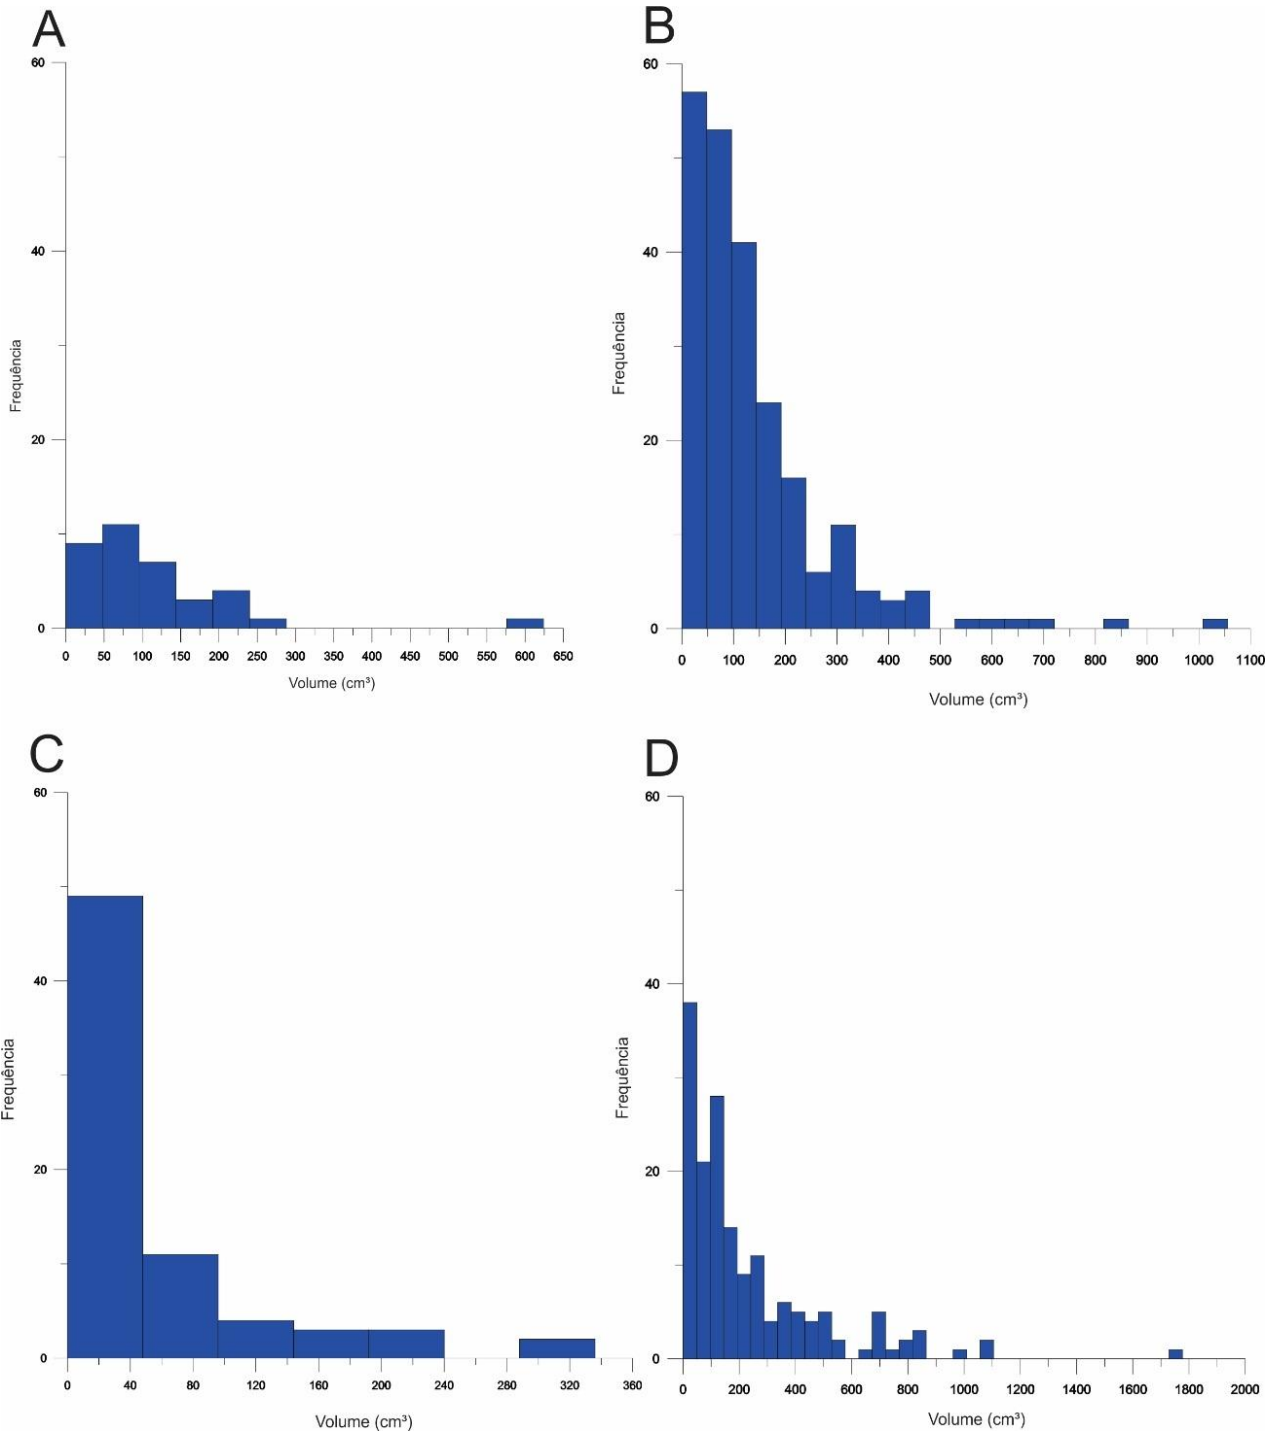 A
60
40
20
0
Frequência
0 50 100 150 200 250 300 350 400 450 500 550 600 650
Volume (cm³)
B
60
40
20
0
Frequência
0 100 200 300 400 500 600 700 800 900 1000 1100
Volume (cm³)
C
60
40
20
0
Frequência
0 40 80 120 160 200 240 280 320 360
Volume (cm³)
D
60
40
20
0
Frequência
0 200 400 600 800 1000 1200 1400 1600 1800 2000
Volume (cm³)